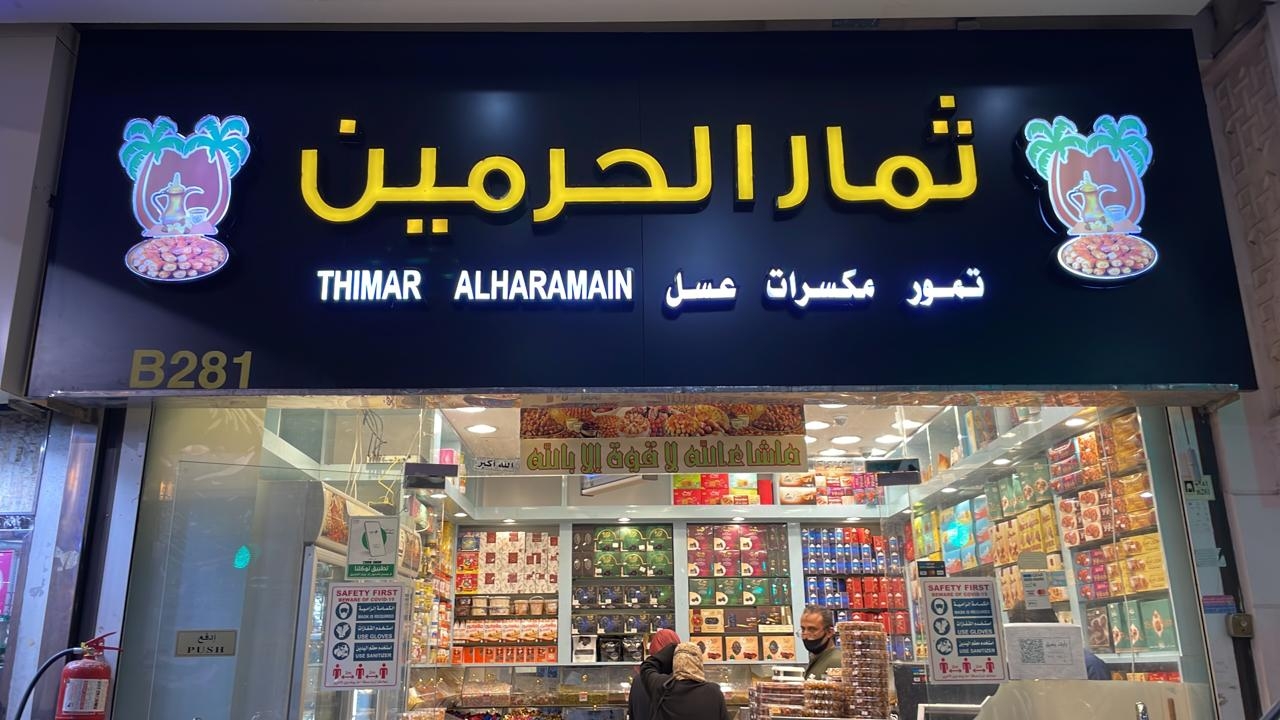 ثمار الحرمين
THIMAR ALHARAMAIN تمور مكسرات عسل
B281
ماشاءالله لا قوة إلا بالله
الله أكبر
تطبيق توكلنا
إدفع
PUSH
SAFETY FIRST
BEWARE OF COVID-19
الكمامة إلزامية
MASK IS REQUIRED
استخدم القفازات
USE GLOVES
استخدم معقم اليدين
USE SANITIZER
SAFETY FIRST
BEWARE OF COVID-19
الكمامة إلزامية
MASK IS REQUIRED
استخدم القفازات
USE GLOVES
استخدم معقم اليدين
USE SANITIZER